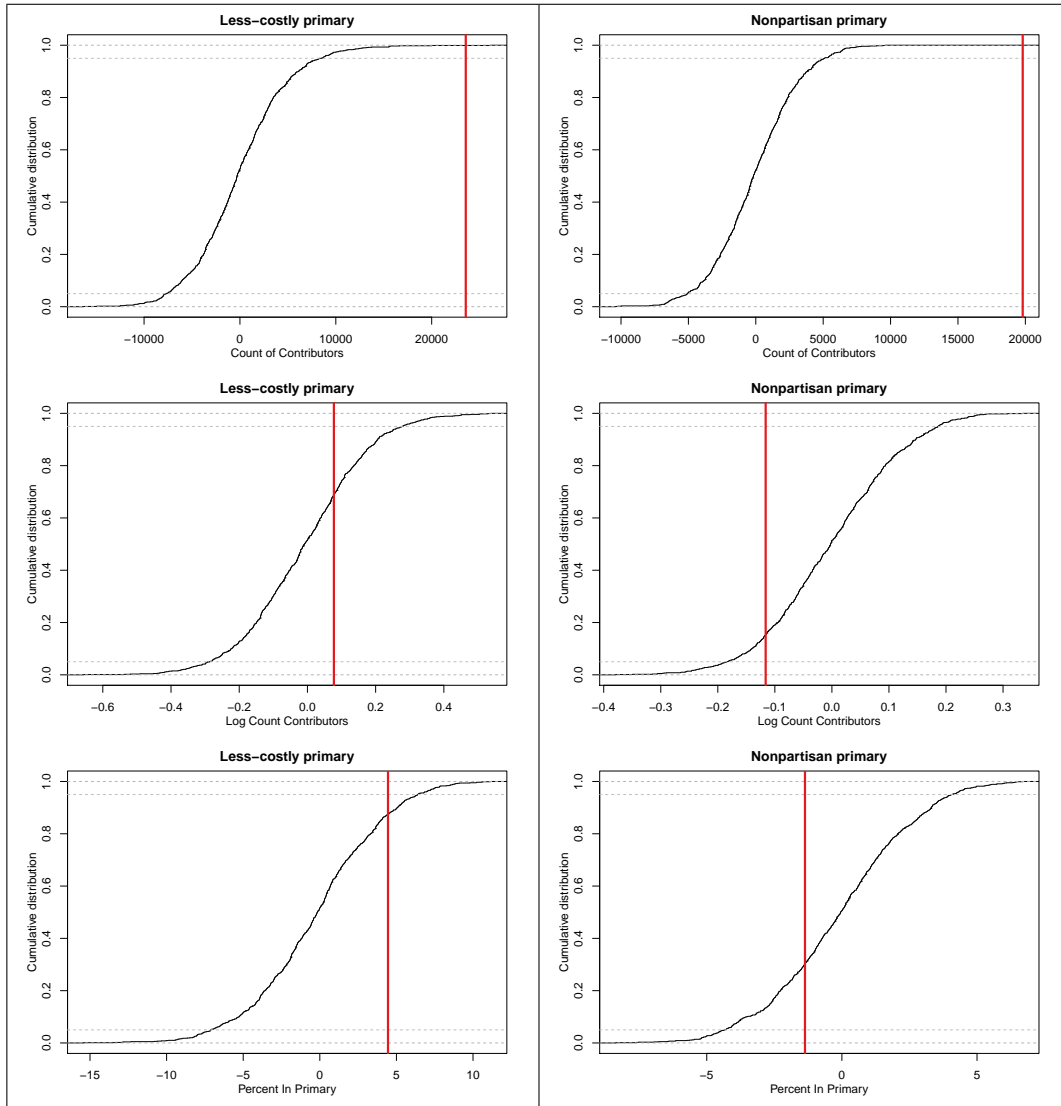 Less−costly primary
Cumulative distribution
0.0 0.2 0.4 0.6 0.8 1.0
−10000 0 10000 20000
Count of Contributors
Nonpartisan primary
Cumulative distribution
0.0 0.2 0.4 0.6 0.8 1.0
−10000 −5000 0 5000 10000 15000 20000
Count of Contributors
Less−costly primary
Cumulative distribution
0.0 0.2 0.4 0.6 0.8 1.0
−0.6 −0.4 −0.2 0.0 0.2 0.4
Log Count Contributors
Nonpartisan primary
Cumulative distribution
0.0 0.2 0.4 0.6 0.8 1.0
−0.4 −0.3 −0.2 −0.1 0.0 0.1 0.2 0.3
Log Count Contributors
Less−costly primary
Cumulative distribution
0.0 0.2 0.4 0.6 0.8 1.0
−15 −10 −5 0 5 10
Percent In Primary
Nonpartisan primary
Cumulative distribution
0.0 0.2 0.4 0.6 0.8 1.0
−5 0 5
Percent In Primary